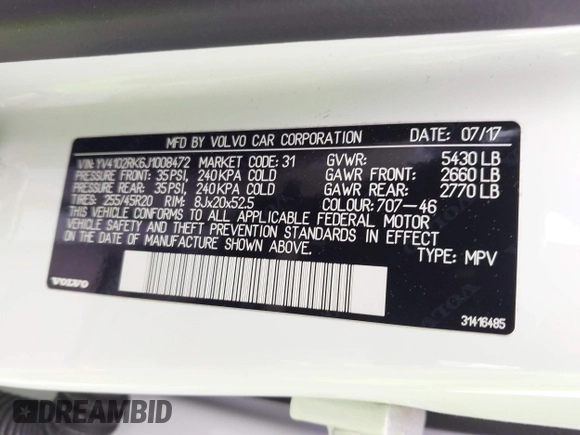 MFD BY VOLVO CAR CORPORATION DATE: 07/17
VIN: YV4102RK6J1008472 MARKET CODE: 31 GVWR: 5430 LB
PRESSURE FRONT: 35PSI, 240KPA COLD GAWR FRONT: 2660 LB
PRESSURE REAR: 35PSI, 240KPA COLD GAWR REAR: 2770 LB
TIRES: 255/45R20 RIM: 8Jx20x52.5 COLOUR: 707-46
THIS VEHICLE CONFORMS TO ALL APPLICABLE FEDERAL MOTOR
VEHICLE SAFETY AND THEFT PREVENTION STANDARDS IN EFFECT
ON THE DATE OF MANUFACTURE SHOWN ABOVE.
TYPE: MPV
VOLVO
31416485
DREAMBID